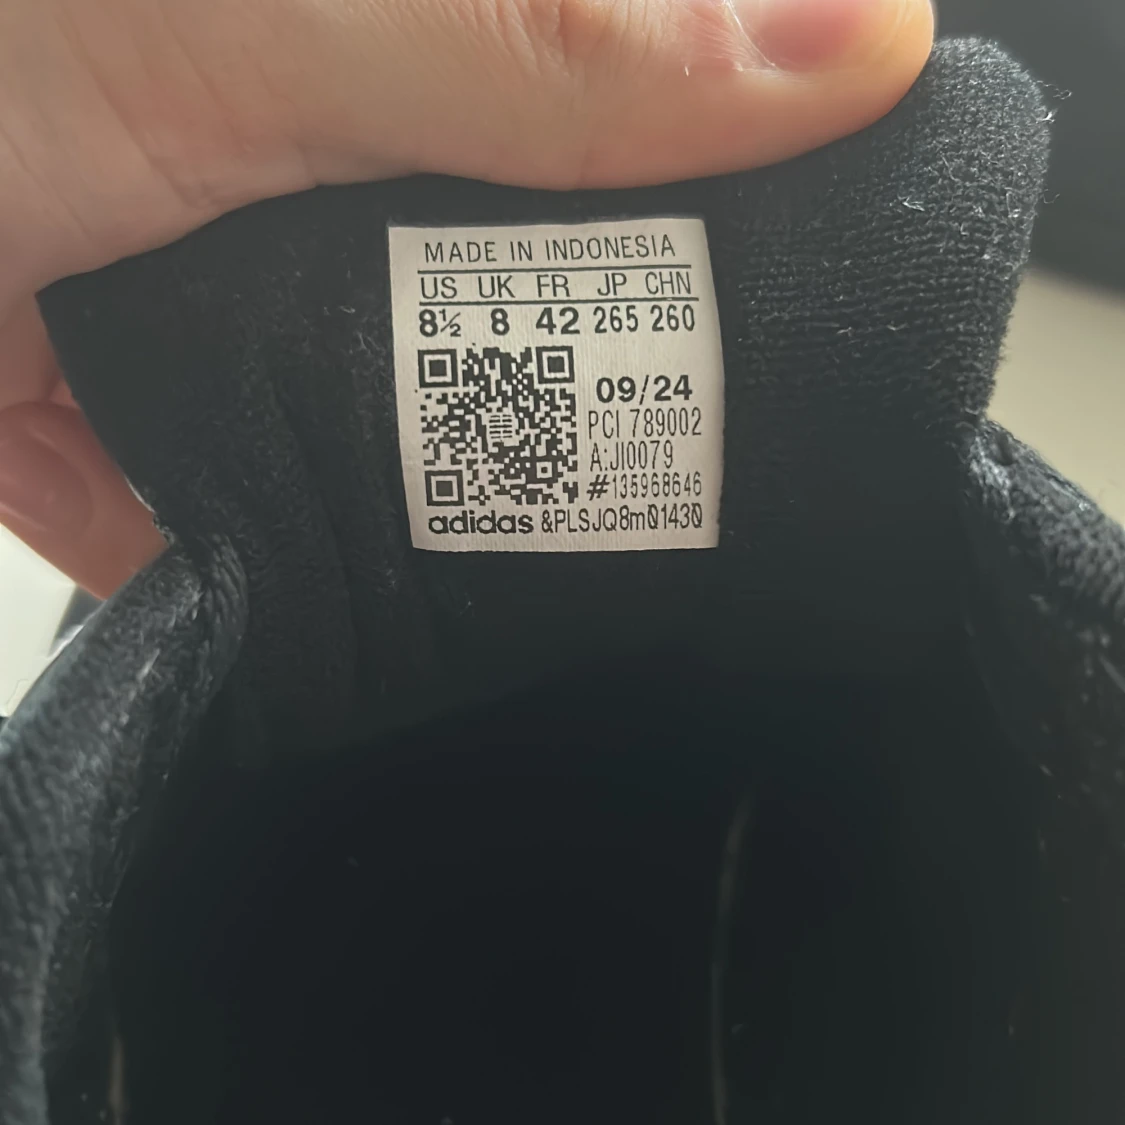 MADE IN INDONESIA
US UK FR JP CHN
8½ 8 42 265 260
09/24
PCI 789002
A:JI0079
#135968646
adidas &PLSJQ8m01430